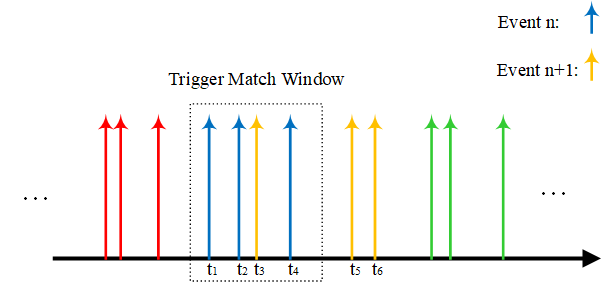 Event n:
Event n+1:
Trigger Match Window
... ...
t1 t2 t3 t4 t5 t6